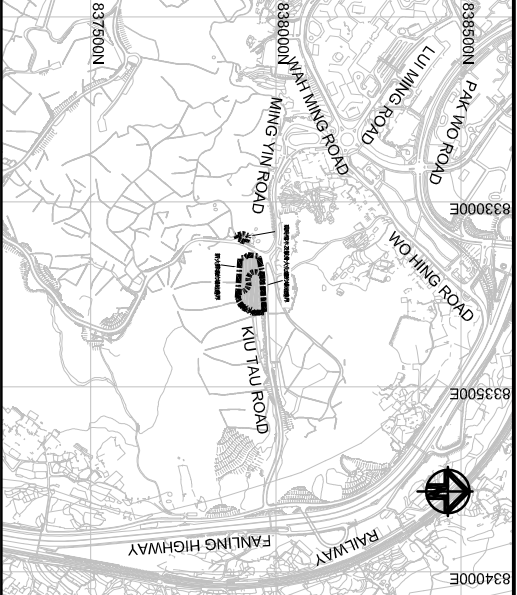 837500N
838000N
838500N
WAH MING ROAD
LUI MING ROAD
PAK WO ROAD
MING YIN ROAD
833000E
WO HING ROAD
KIU TAU ROAD
833500E
FANLING HIGHWAY
RAILWAY
834000E